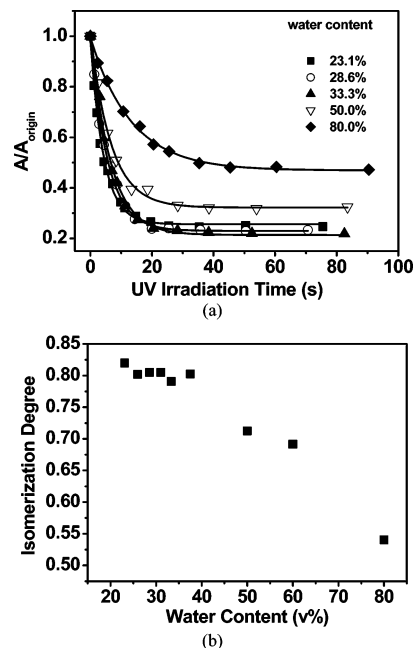 (a)
water content
23.1%
28.6%
33.3%
50.0%
80.0%
A/A_origin
1.0
0.8
0.6
0.4
0.2
0 20 40 60 80 100
UV Irradiation Time (s)
(a)
0.85
0.80
0.75
0.70
0.65
0.60
0.55
0.50
Isomerization Degree
20 30 40 50 60 70 80
Water Content (v%)
(b)